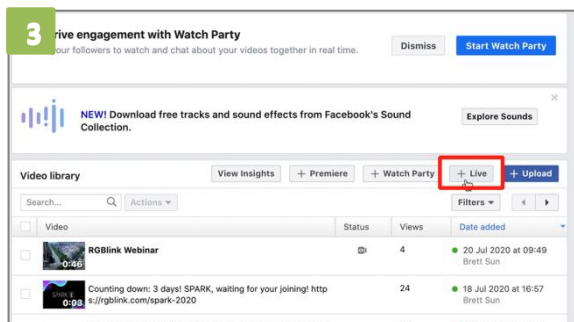 3
rive engagement with Watch Party
our followers to watch and chat about your videos together in real time.
Dismiss
Start Watch Party
NEW! Download free tracks and sound effects from Facebook's Sound
Collection.
Explore Sounds
Video library
View Insights
+ Premiere
+ Watch Party
+ Live
+ Upload
Search...
Actions
Filters
Video
Status
Views
Date added
0:46
RGBlink Webinar
4
20 Jul 2020 at 09:49
Brett Sun
0:03
Counting down: 3 days! SPARK, waiting for your joining! http
s://rgblink.com/spark-2020
24
18 Jul 2020 at 16:57
Brett Sun